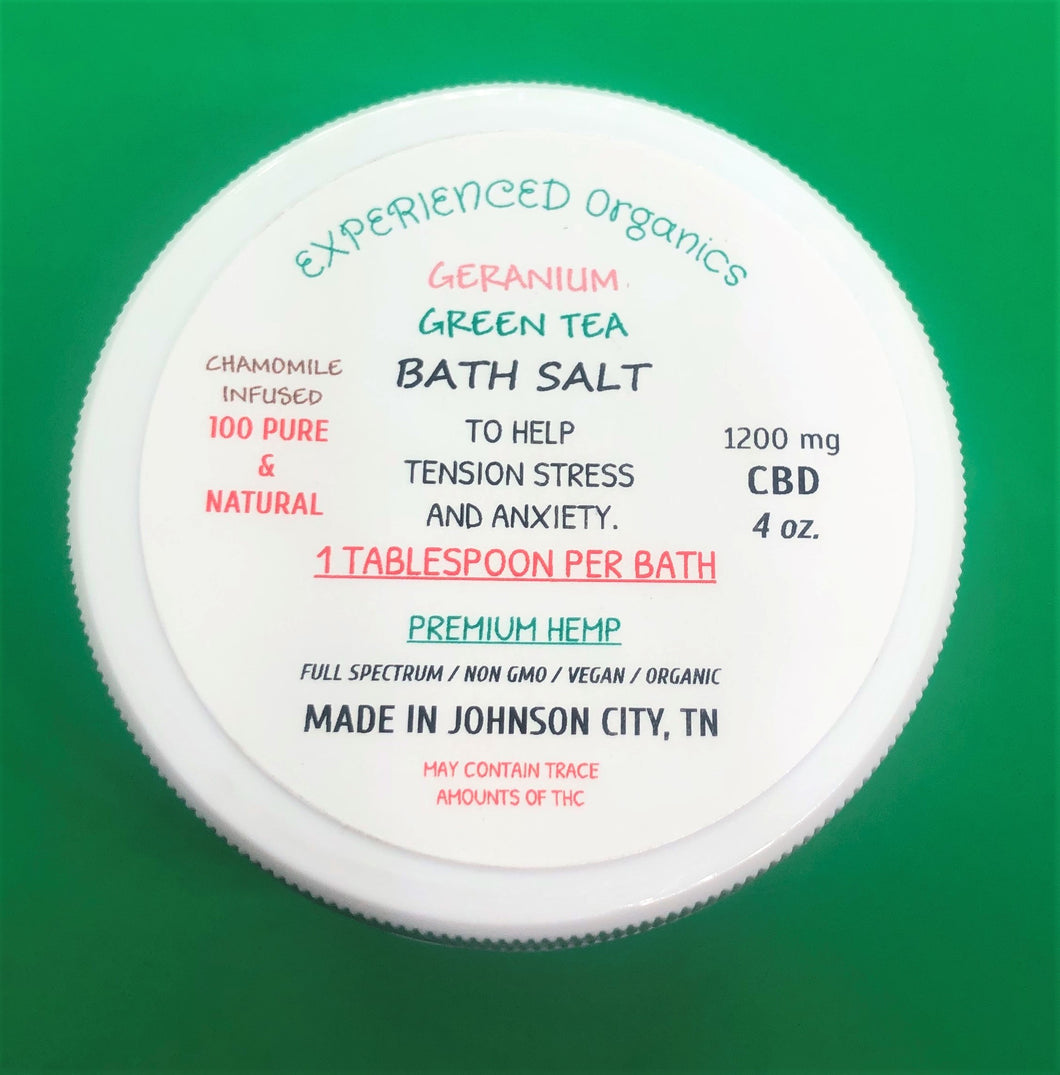 EXPERIENCED Organics
GERANIUM
GREEN TEA
BATH SALT
CHAMOMILE
INFUSED
100 PURE
&
NATURAL
TO HELP
TENSION STRESS
AND ANXIETY.
1200 mg
CBD
4 oz.
1 TABLESPOON PER BATH
PREMIUM HEMP
FULL SPECTRUM / NON GMO / VEGAN / ORGANIC
MADE IN JOHNSON CITY, TN
MAY CONTAIN TRACE
AMOUNTS OF THC